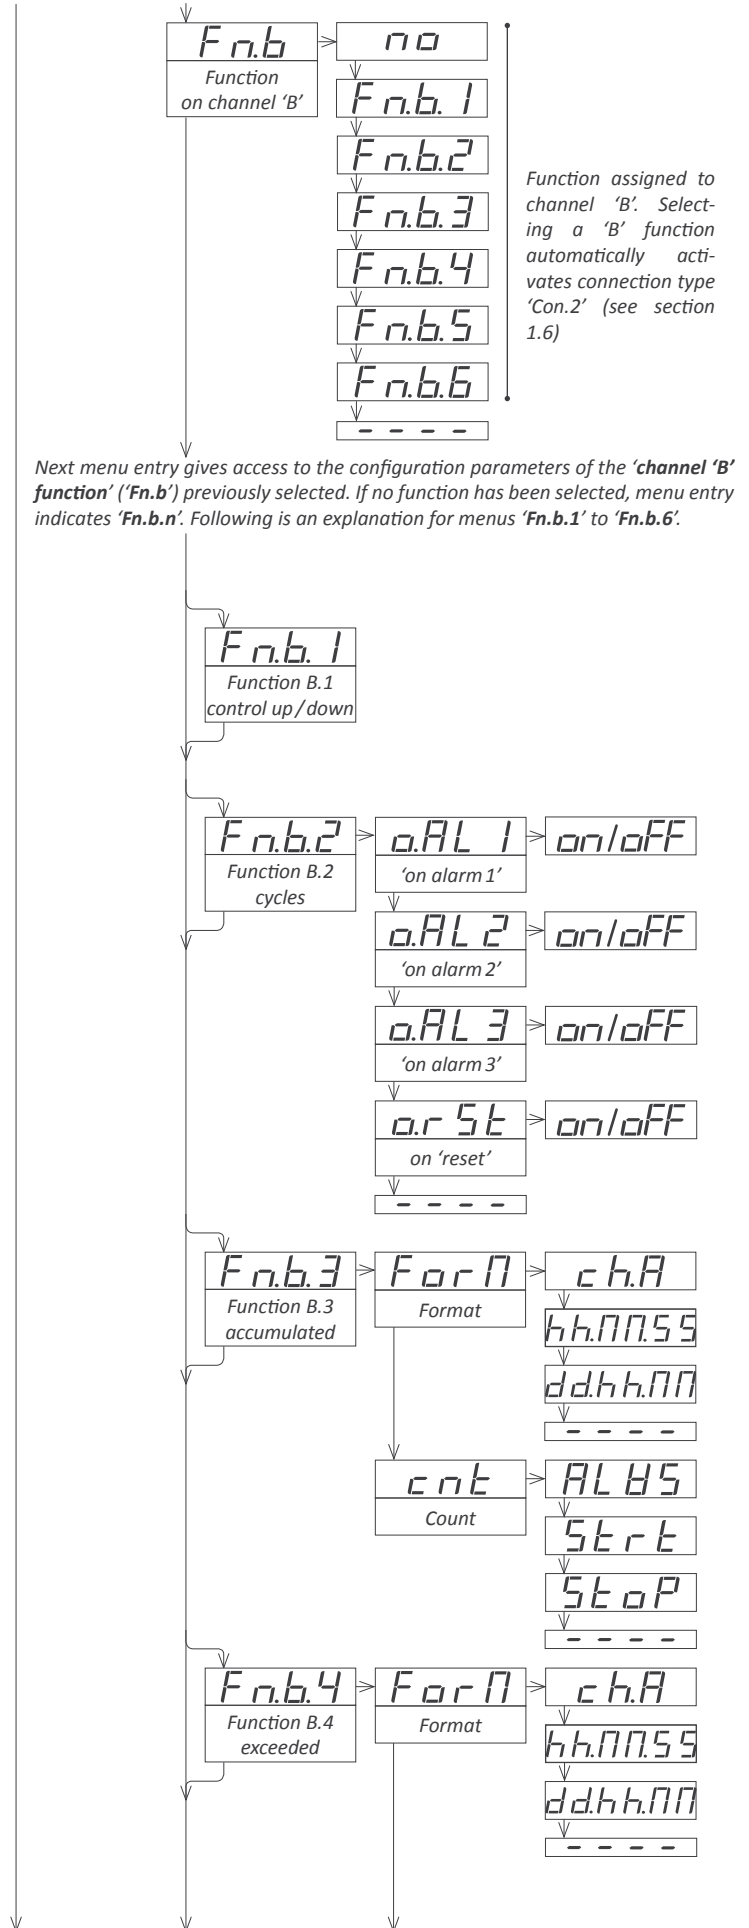 Fn.b
no
Function
on channel ‘B’
Fn.b.1
Fn.b.2
Fn.b.3
Fn.b.4
Fn.b.5
Fn.b.6
- - - -
Function assigned to
channel ‘B’. Select-
ing a ‘B’ function
automatically acti-
vates connection type
‘Con.2’ (see section
1.6)
Next menu entry gives access to the configuration parameters of the ‘channel ‘B’
function’ (‘Fn.b’) previously selected. If no function has been selected, menu entry
indicates ‘Fn.b.n’. Following is an explanation for menus ‘Fn.b.1’ to ‘Fn.b.6’.
Fn.b.1
Function B.1
control up / down
Fn.b.2
Function B.2
cycles
o.AL 1
on/oFF
‘on alarm 1’
o.AL 2
on/oFF
‘on alarm 2’
o.AL 3
on/oFF
‘on alarm 3’
o.rSt
on/oFF
on ‘reset’
- - - -
Fn.b.3
Function B.3
accumulated
ForM
Format
ch.A
hh.MM.SS
dd.hh.MM
- - - -
cnt
Count
ALWS
Strt
StoP
- - - -
Fn.b.4
Function B.4
exceeded
ForM
Format
ch.A
hh.MM.SS
dd.hh.MM
- - - -